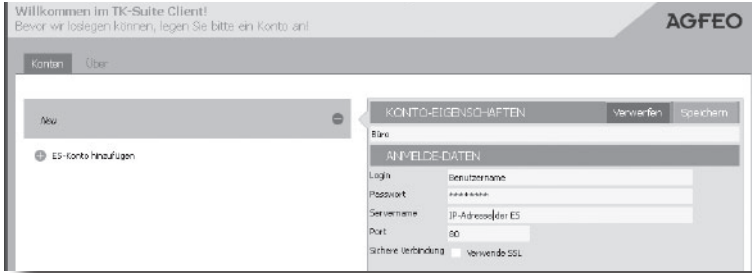 Willkommen im TK-Suite Client!
Bevor wir loslegen können, legen Sie bitte ein Konto an!
AGFEO
Konten Über
Neu
ES-Konto hinzufügen
KONTO-EIGENSCHAFTEN Verwerfen Speichern
Büro
ANMELDE-DATEN
Login Benutzername
Passwort ********
Servername IP-Adresse der ES
Port 80
Sichere Verbindung Verwende SSL